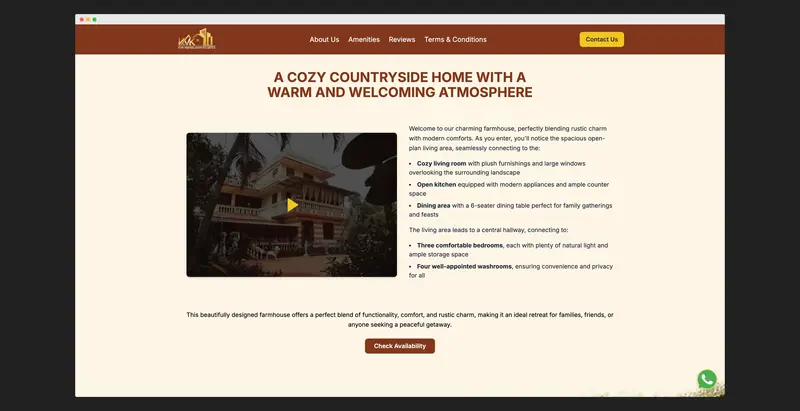 About Us
Amenities
Reviews
Terms & Conditions
Contact Us
A COZY COUNTRYSIDE HOME WITH A
WARM AND WELCOMING ATMOSPHERE
Welcome to our charming farmhouse, perfectly blending rustic charm
with modern comforts. As you enter, you'll notice the spacious open-
plan living area, seamlessly connecting to the:
• Cozy living room with plush furnishings and large windows
overlooking the surrounding landscape
• Open kitchen equipped with modern appliances and ample counter
space
• Dining area with a 6-seater dining table perfect for family gatherings
and feasts
The living area leads to a central hallway, connecting to:
• Three comfortable bedrooms, each with plenty of natural light and
ample storage space
• Four well-appointed washrooms, ensuring convenience and privacy
for all
This beautifully designed farmhouse offers a perfect blend of functionality, comfort, and rustic charm, making it an ideal retreat for families, friends, or
anyone seeking a peaceful getaway.
Check Availability